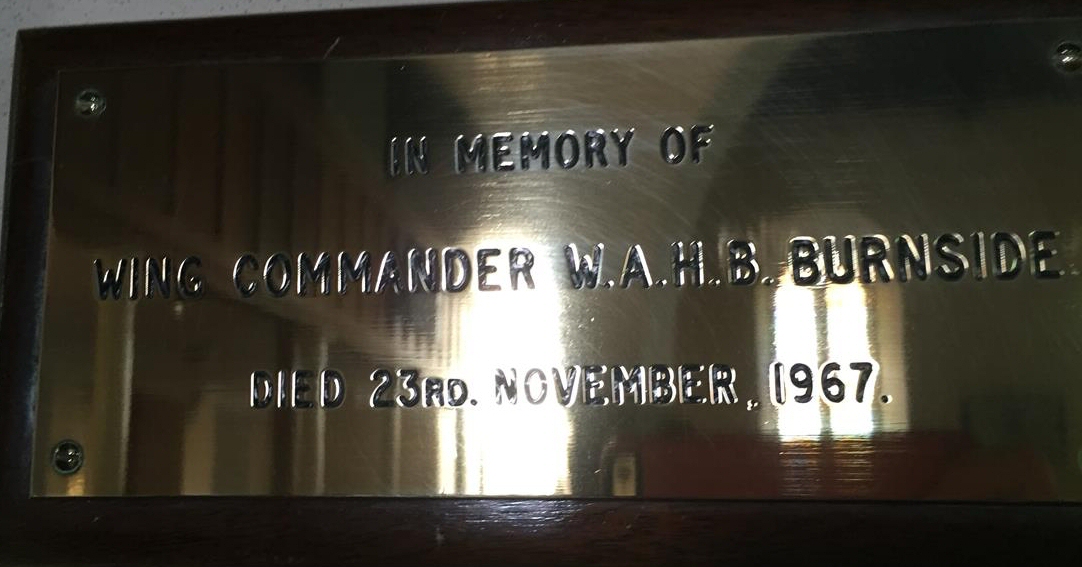 IN MEMORY OF
WING COMMANDER W.A.H.B. BURNSIDE
DIED 23RD. NOVEMBER, 1967.